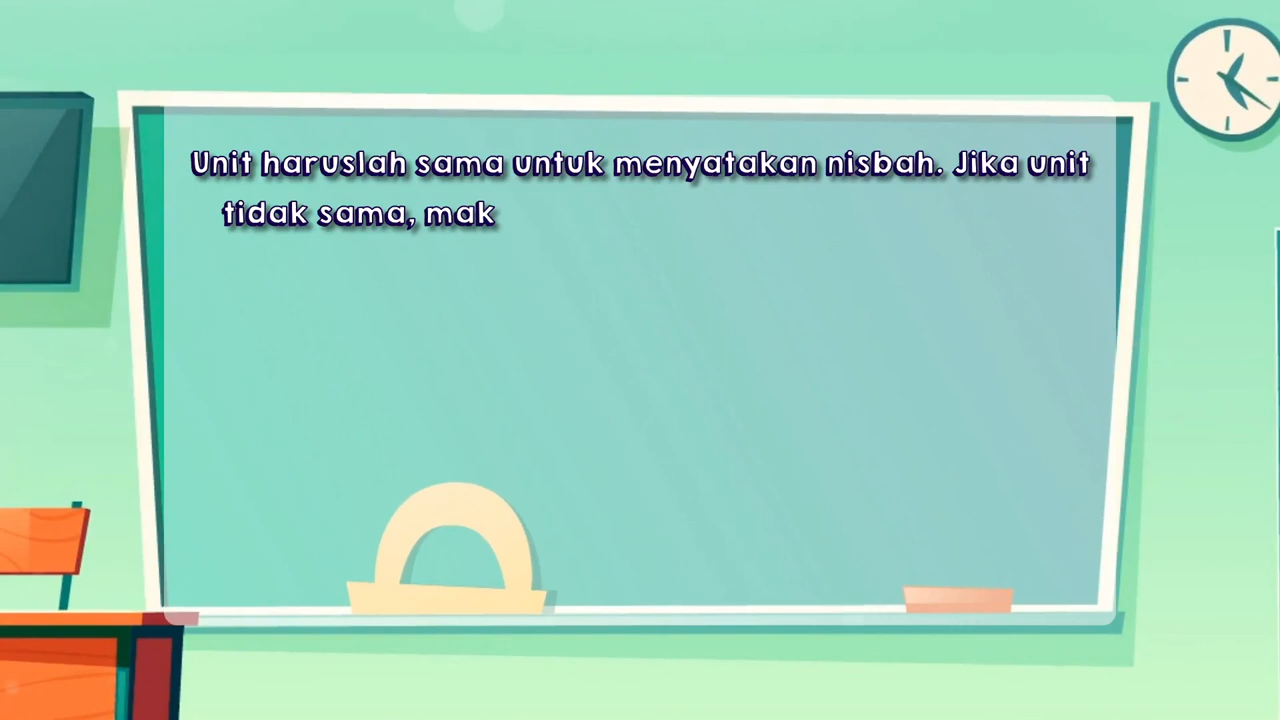 Unit haruslah sama untuk menyatakan nisbah. Jika unit
tidak sama, mak